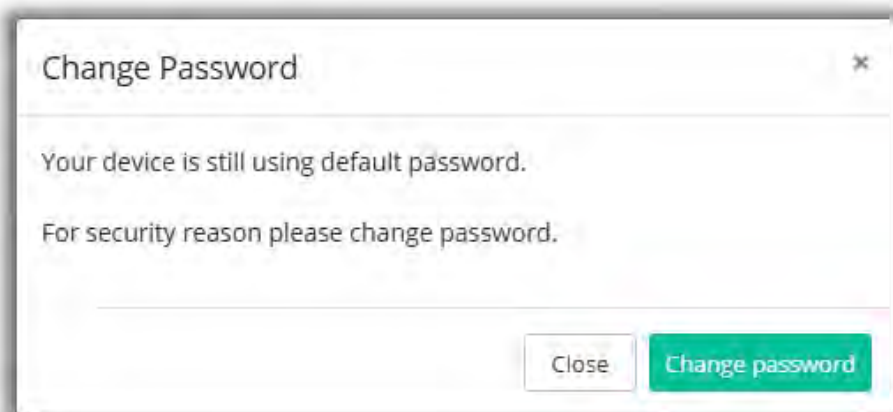 Change Password ×
Your device is still using default password.
For security reason please change password.
Close Change password